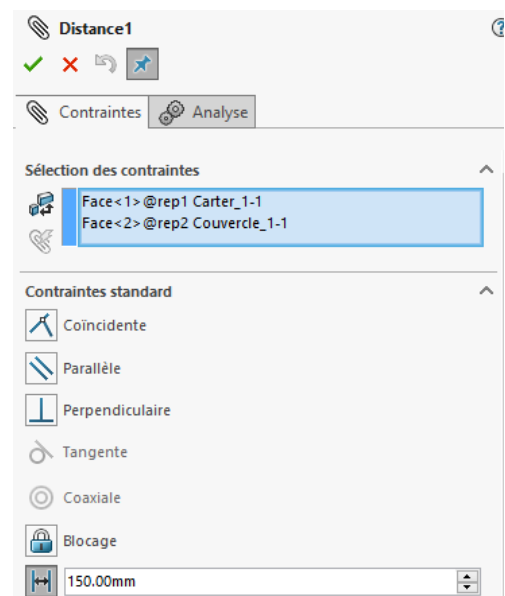 Distance1
Contraintes Analyse
Sélection des contraintes
Face<1>@rep1 Carter_1-1
Face<2>@rep2 Couvercle_1-1
Contraintes standard
Coïncidente
Parallèle
Perpendiculaire
Tangente
Coaxiale
Blocage
150.00mm